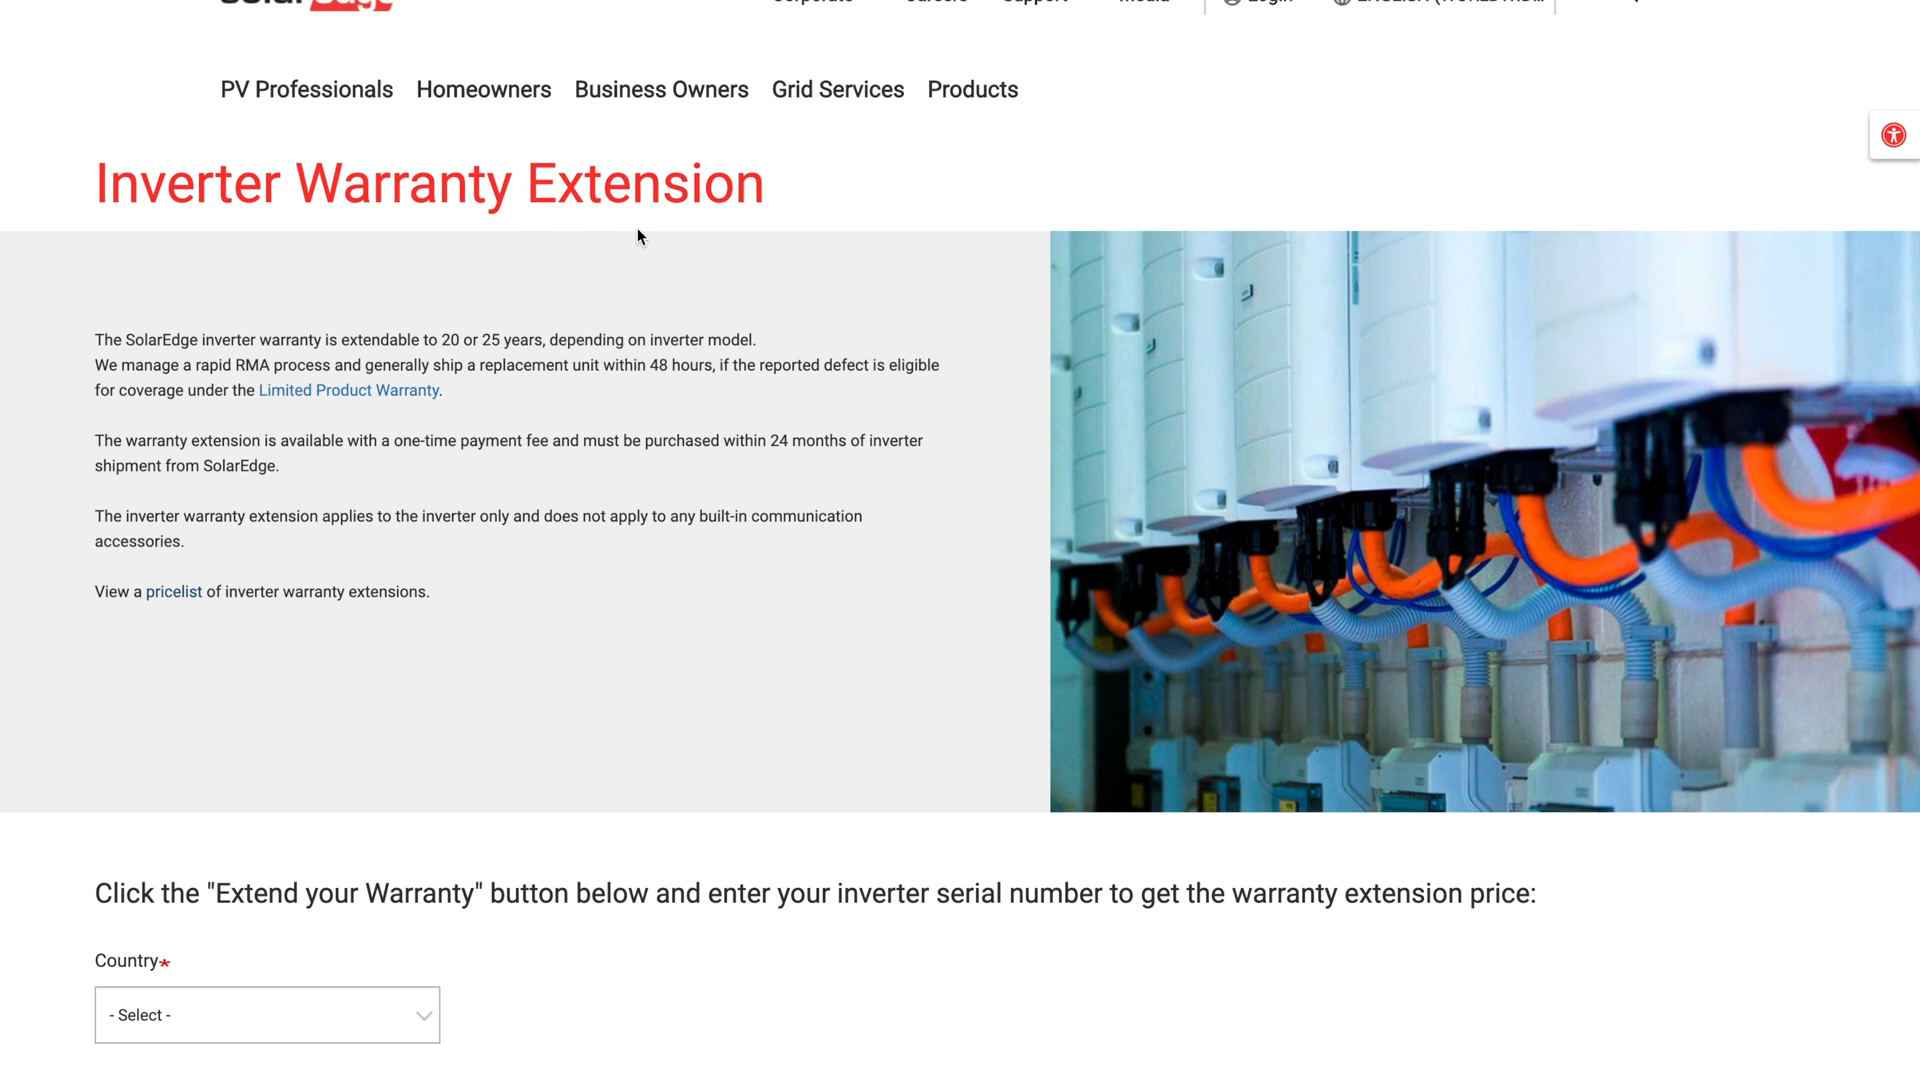 PV Professionals Homeowners Business Owners Grid Services Products
Inverter Warranty Extension
The SolarEdge inverter warranty is extendable to 20 or 25 years, depending on inverter model.
We manage a rapid RMA process and generally ship a replacement unit within 48 hours, if the reported defect is eligible
for coverage under the Limited Product Warranty.
The warranty extension is available with a one-time payment fee and must be purchased within 24 months of inverter
shipment from SolarEdge.
The inverter warranty extension applies to the inverter only and does not apply to any built-in communication
accessories.
View a pricelist of inverter warranty extensions.
Click the "Extend your Warranty" button below and enter your inverter serial number to get the warranty extension price:
Country*
- Select -